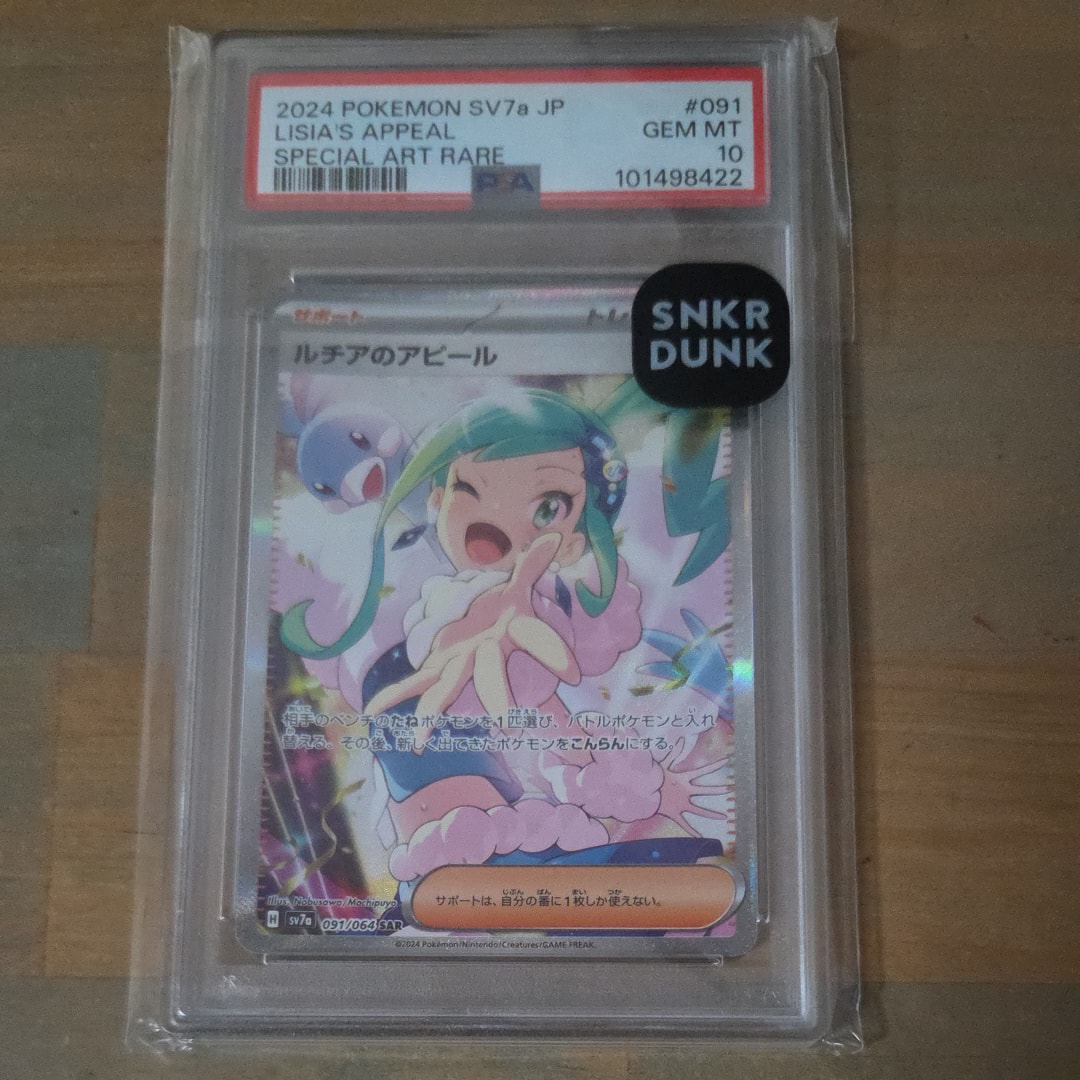 2024 POKEMON SV7a JP #091
LISIA'S APPEAL GEM MT
SPECIAL ART RARE 10
101498422
SNKR
DUNK
サポート トレ
ルチアのアピール
相手のベンチのたねポケモンを1匹選び、バトルポケモンと入れ
替える。その後、新しく出てきたポケモンをこんらんにする。
サポートは、自分の番に1枚しか使えない。
Illus. Nobusawa/Mochipuyo
H sv7a 091/064 SAR
©2024 Pokémon/Nintendo/Creatures/GAME FREAK.